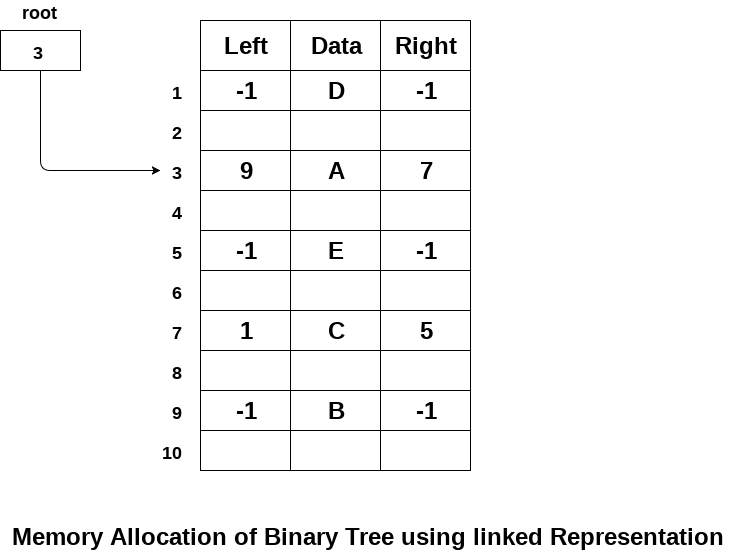 root
3
Left Data Right
1 -1 D -1
2
3 9 A 7
4
5 -1 E -1
6
7 1 C 5
8
9 -1 B -1
10
Memory Allocation of Binary Tree using linked Representation